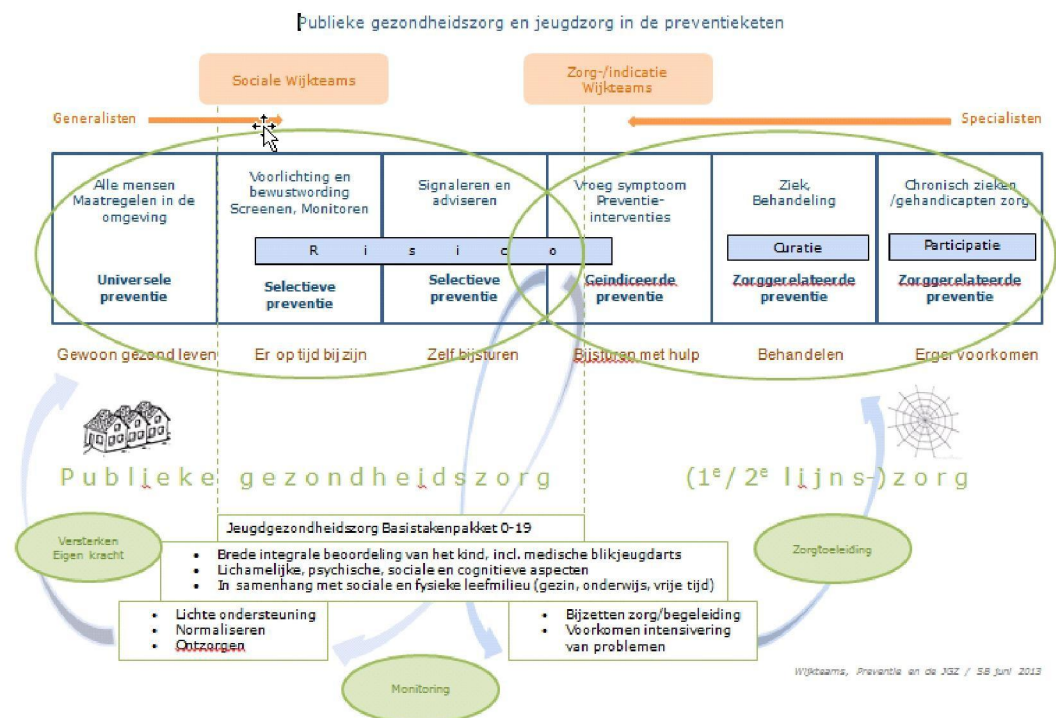 Publieke gezondheidszorg en jeugdzorg in de preventieketen
Sociale Wijkteams
Zorg-/indicatie
Wijkteams
Generalisten
Specialisten
Alle mensen
Maatregelen in de
omgeving
Universele
preventie
Voorlichting en
bewustwording
Screenen, Monitoren
Selectieve
preventie
Signaleren en
adviseren
Selectieve
preventie
Vroeg symptoom
Preventie-
interventies
Geïndiceerde
preventie
Ziek,
Behandeling
Curatie
Zorggerelateerde
preventie
Chronisch zieken
/gehandicapten zorg
Participatie
Zorggerelateerde
preventie
R i s i c o
Gewoon gezond leven
Er op tijd bij zijn
Zelf bijsturen
Bijsturen met hulp
Behandelen
Erger voorkomen
Publieke gezondheidszorg
(1e/2e lijns-)zorg
Versterken
Eigen kracht
Jeugdgezondheidszorg Basistakenpakket 0-19
• Brede integrale beoordeling van het kind, incl. medische blikjeugdarts
• Lichamelijke, psychische, sociale en cognitieve aspecten
• In samenhang met sociale en fysieke leefmilieu (gezin, onderwijs, vrije tijd)
Zorgtoeleiding
• Lichte ondersteuning
• Normaliseren
• Ontzorgen
• Bijzetten zorg/begeleiding
• Voorkomen intensivering
van problemen
Monitoring
Wijkteams, Preventie en de JGZ / SB juni 2013